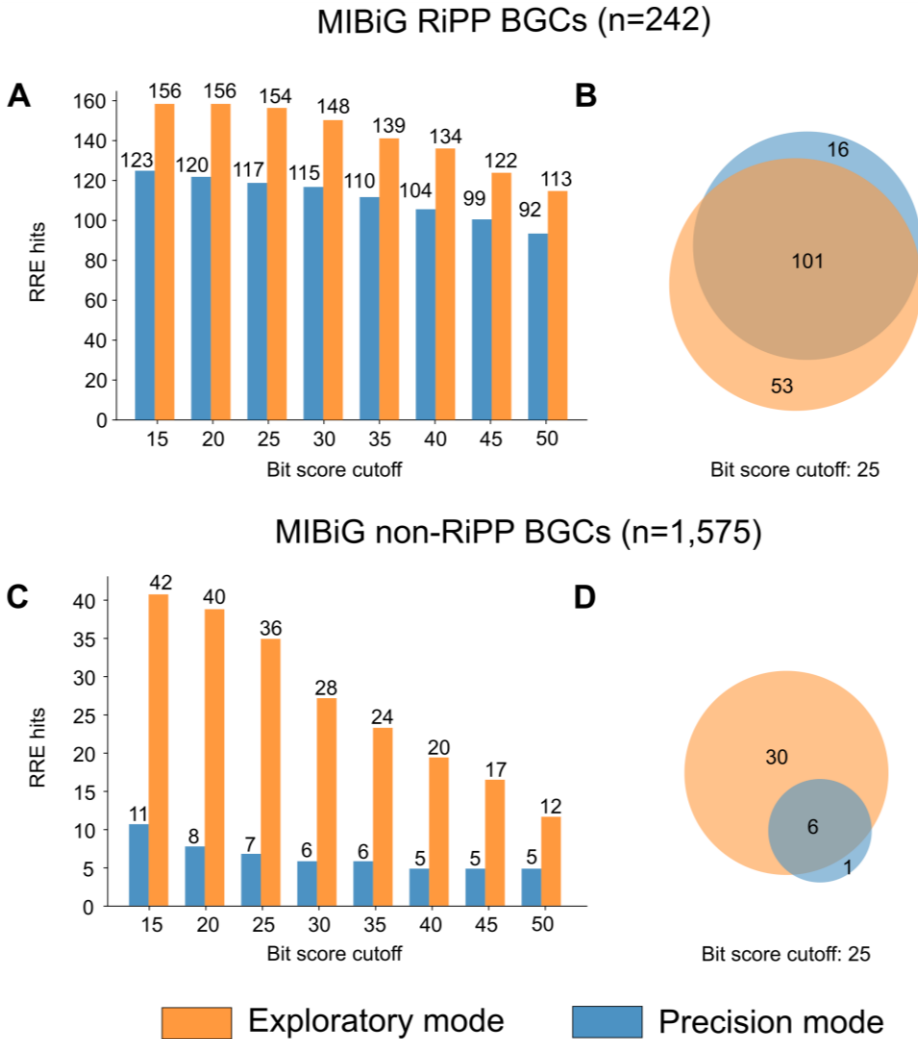 MIBiG RiPP BGCs (n=242)
A
B
RRE hits
160
140
120
100
80
60
40
20
0
123 156
120 156
117 154
115 148
110 139
104 134
99 122
92 113
15 20 25 30 35 40 45 50
Bit score cutoff
16
101
53
Bit score cutoff: 25
MIBiG non-RiPP BGCs (n=1,575)
C
D
RRE hits
40
35
30
25
20
15
10
5
0
11 42
8 40
7 36
6 28
6 24
5 20
5 17
5 12
15 20 25 30 35 40 45 50
Bit score cutoff
30
6
1
Bit score cutoff: 25
Exploratory mode
Precision mode